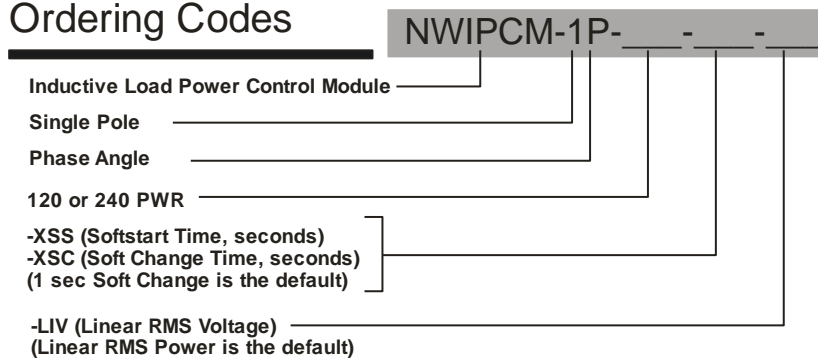 Ordering Codes
NWIPCM-1P-___-___-___
Inductive Load Power Control Module
Single Pole
Phase Angle
120 or 240 PWR
-XSS (Softstart Time, seconds)
-XSC (Soft Change Time, seconds)
(1 sec Soft Change is the default)
-LIV (Linear RMS Voltage)
(Linear RMS Power is the default)